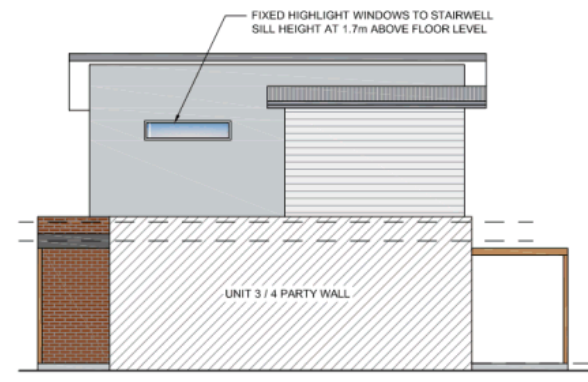 FIXED HIGHLIGHT WINDOWS TO STAIRWELL
SILL HEIGHT AT 1.7m ABOVE FLOOR LEVEL
UNIT 3 / 4 PARTY WALL